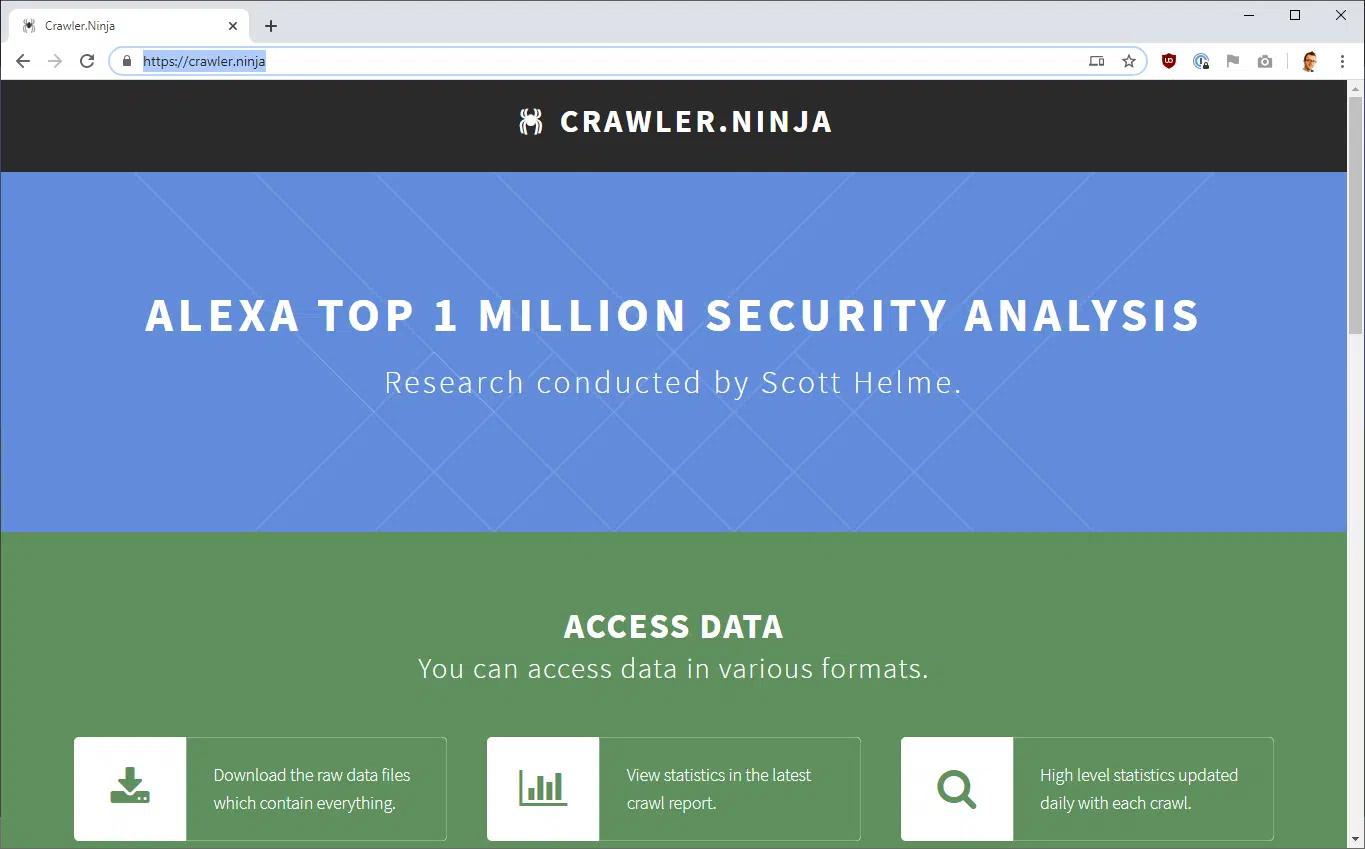 Crawler.Ninja
https://crawler.ninja
CRAWLER.NINJA
ALEXA TOP 1 MILLION SECURITY ANALYSIS
Research conducted by Scott Helme.
ACCESS DATA
You can access data in various formats.
Download the raw data files
which contain everything.
View statistics in the latest
crawl report.
High level statistics updated
daily with each crawl.